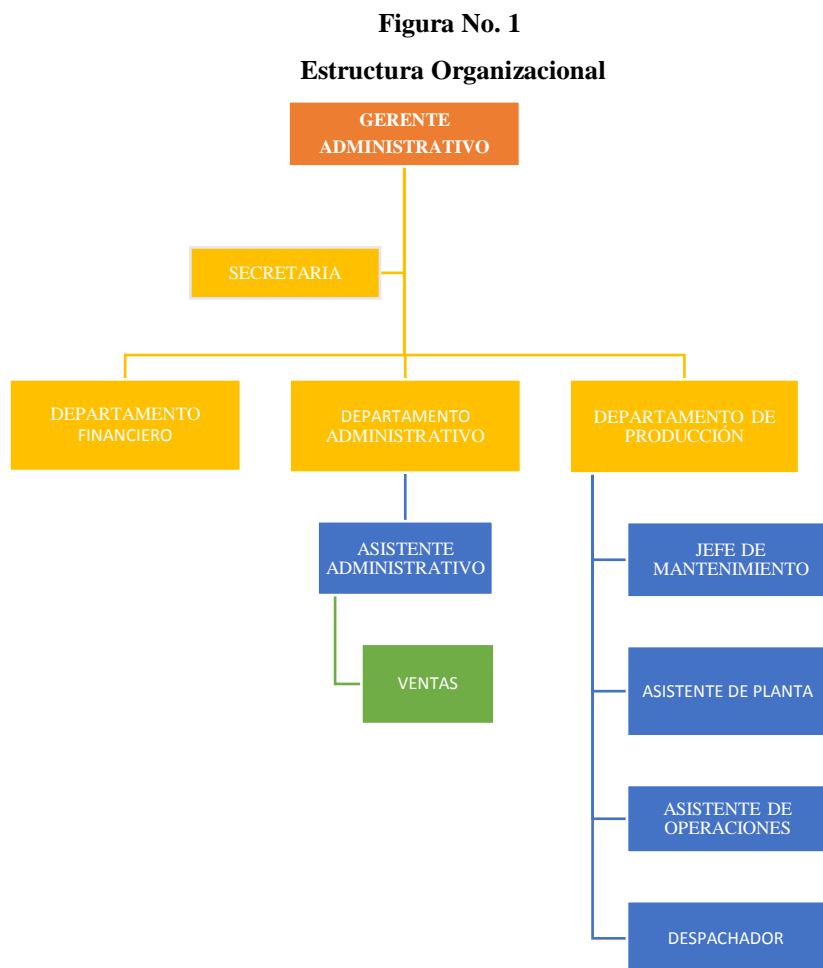 Figura No. 1
Estructura Organizacional
GERENTE
ADMINISTRATIVO
SECRETARIA
DEPARTAMENTO
FINANCIERO
DEPARTAMENTO
ADMINISTRATIVO
DEPARTAMENTO DE
PRODUCCIÓN
ASISTENTE
ADMINISTRATIVO
VENTAS
JEFE DE
MANTENIMIENTO
ASISTENTE DE PLANTA
ASISTENTE DE
OPERACIONES
DESPACHADOR